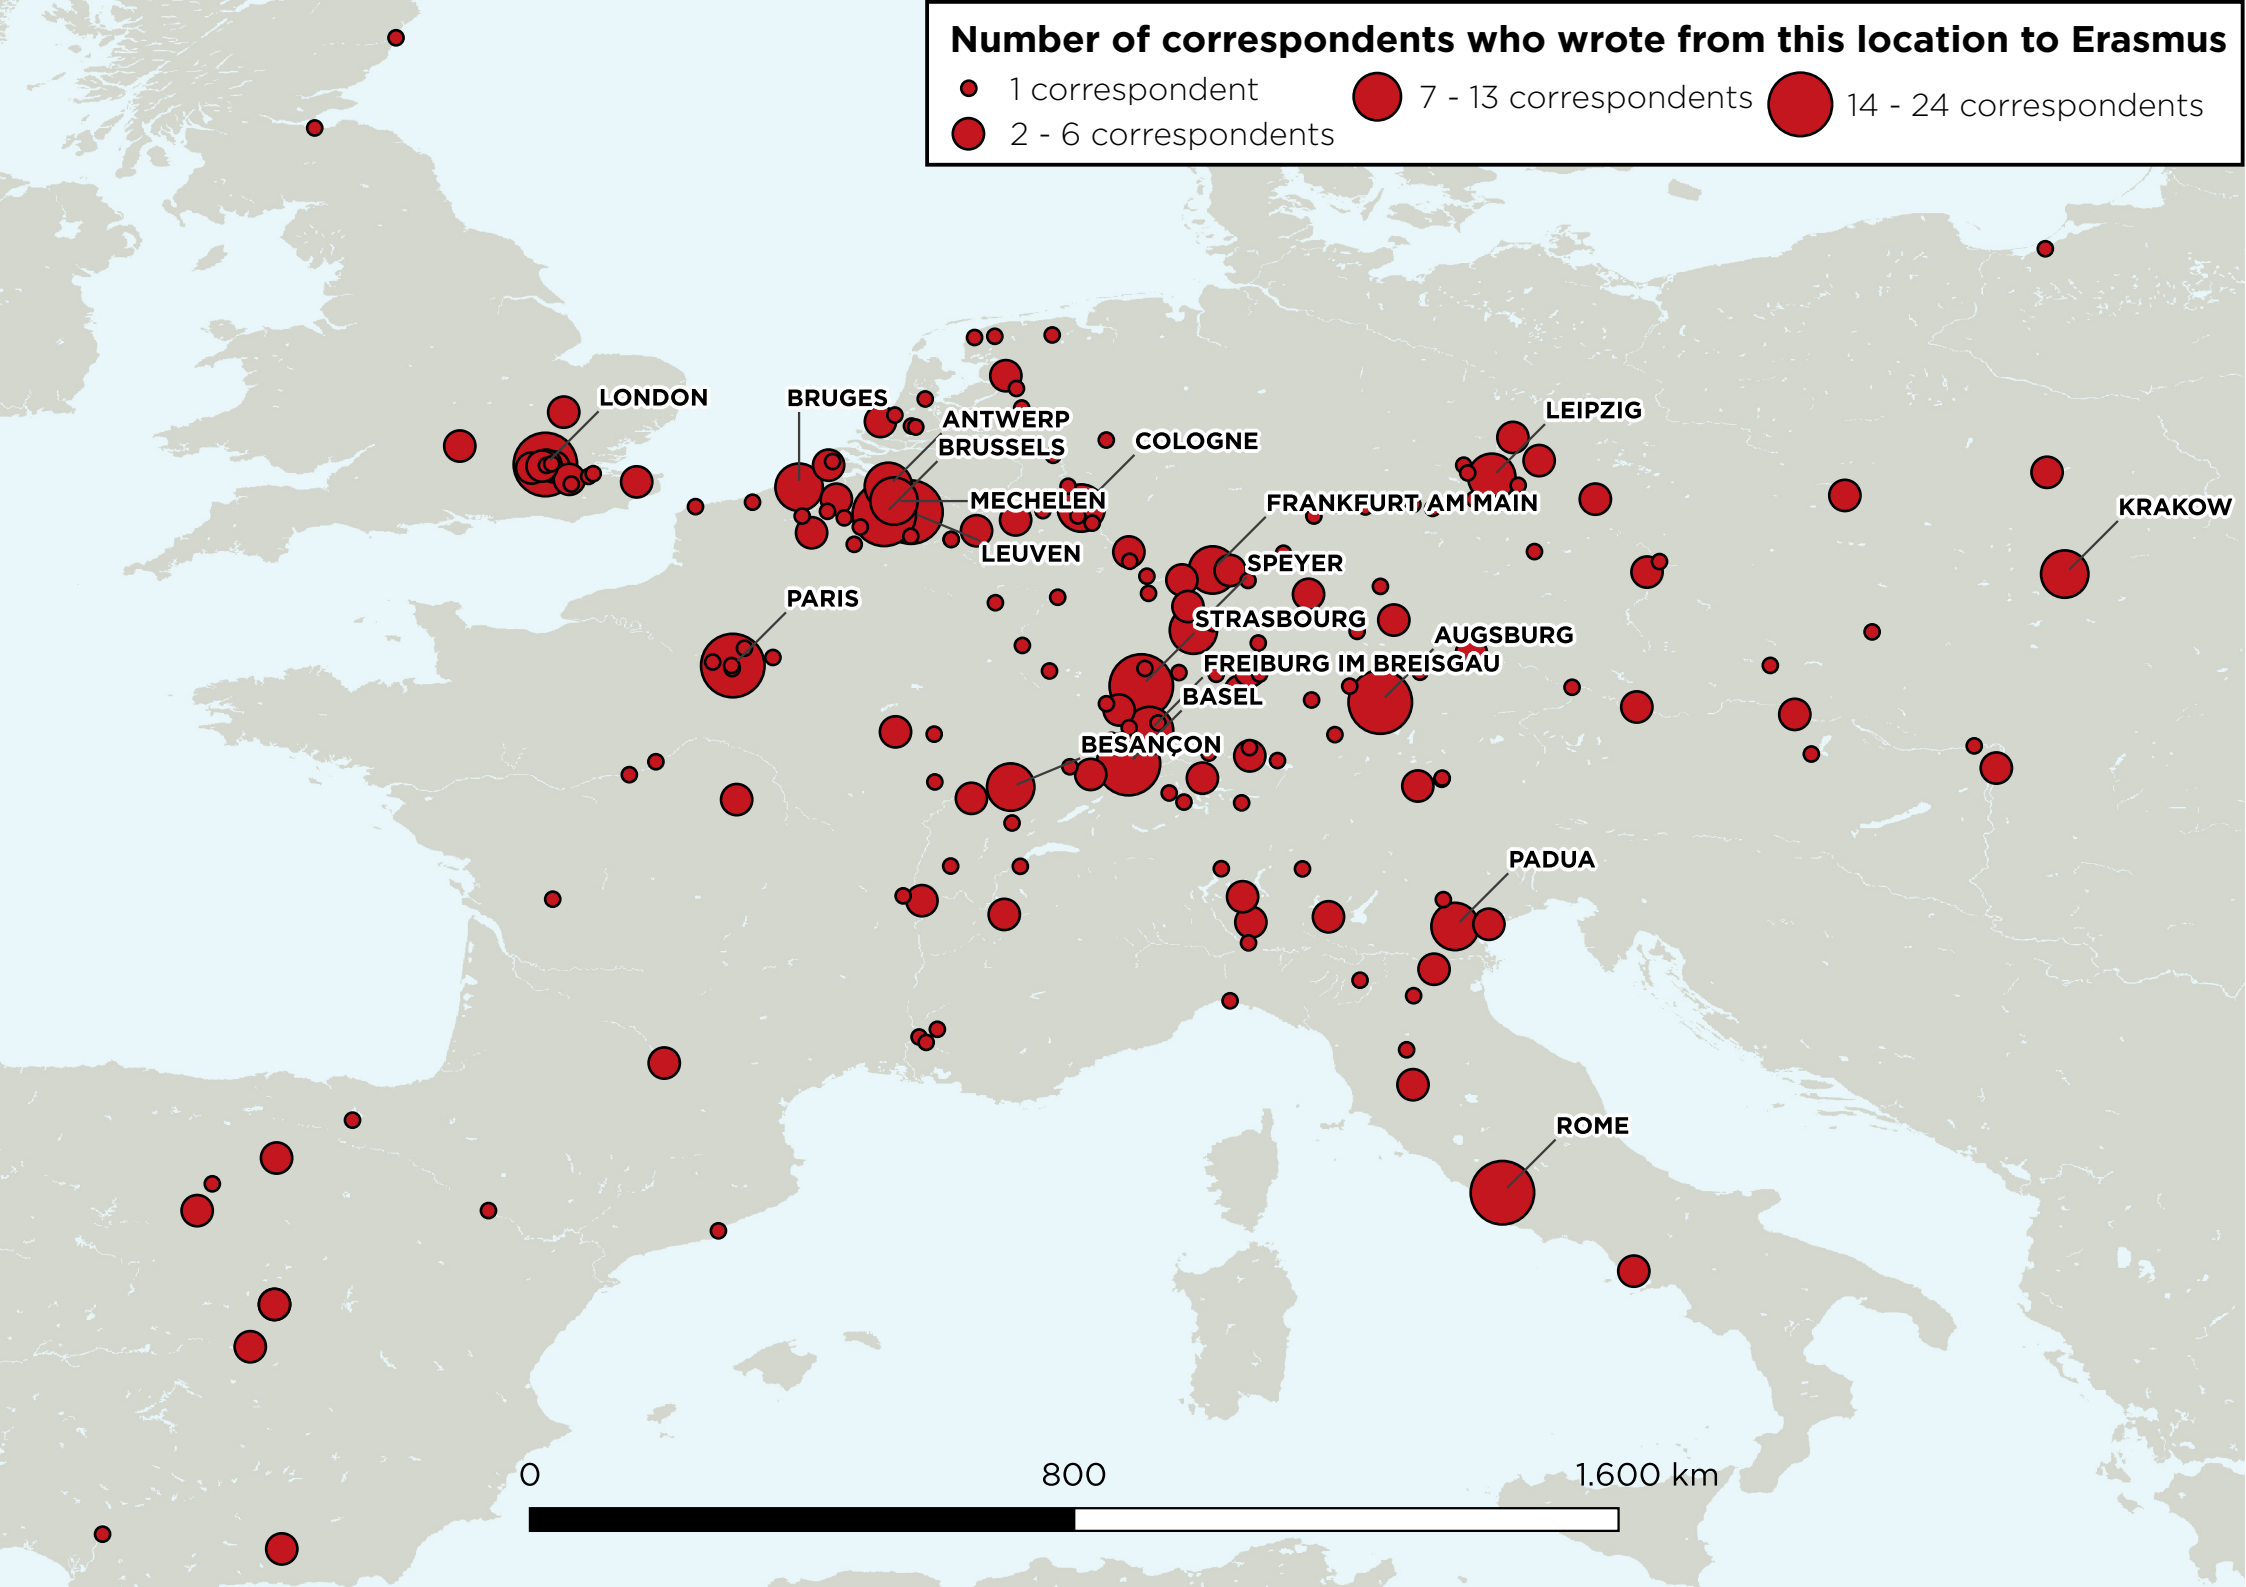 Number of correspondents who wrote from this location to Erasmus
1 correspondent
2 - 6 correspondents
7 - 13 correspondents
14 - 24 correspondents
LONDON
BRUGES
ANTWERP
BRUSSELS
COLOGNE
LEIPZIG
MECHELEN
FRANKFURT AM MAIN
KRAKOW
LEUVEN
SPEYER
PARIS
STRASBOURG
AUGSBURG
FREIBURG IM BREISGAU
BASEL
BESANÇON
PADUA
ROME
0 800 1.600 km